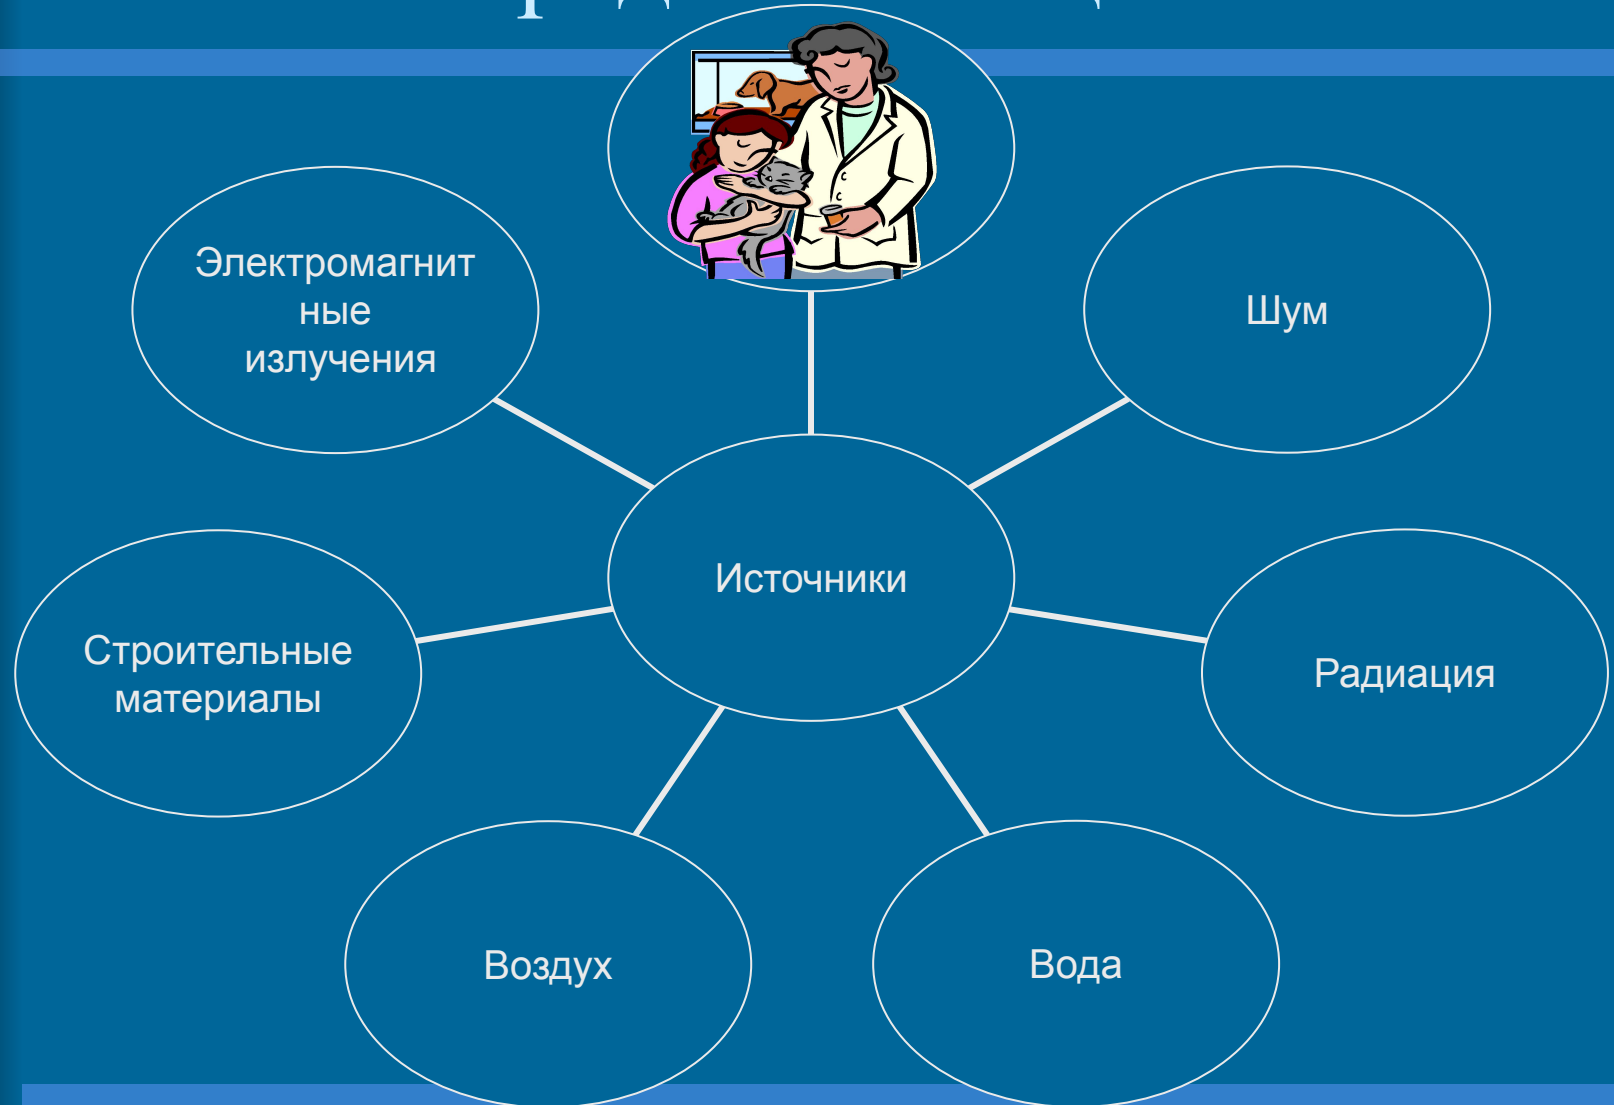 Электромагнит
ные
излучения
Шум
Источники
Строительные
материалы
Радиация
Воздух
Вода